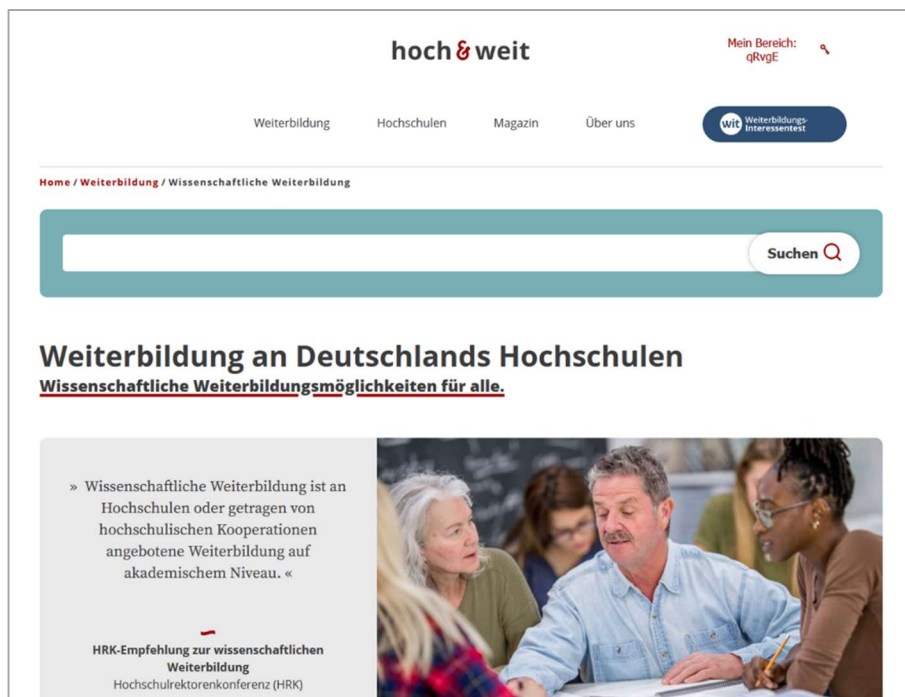 hoch & weit
Mein Bereich:
qRvgE
Weiterbildung
Hochschulen
Magazin
Über uns
wit Weiterbildungs-
Interessentest
Home / Weiterbildung / Wissenschaftliche Weiterbildung
Suchen
Weiterbildung an Deutschlands Hochschulen
Wissenschaftliche Weiterbildungsmöglichkeiten für alle.
» Wissenschaftliche Weiterbildung ist an
Hochschulen oder getragen von
hochschulischen Kooperationen
angebotene Weiterbildung auf
akademischem Niveau. «
HRK-Empfehlung zur wissenschaftlichen
Weiterbildung
Hochschulrektorenkonferenz (HRK)